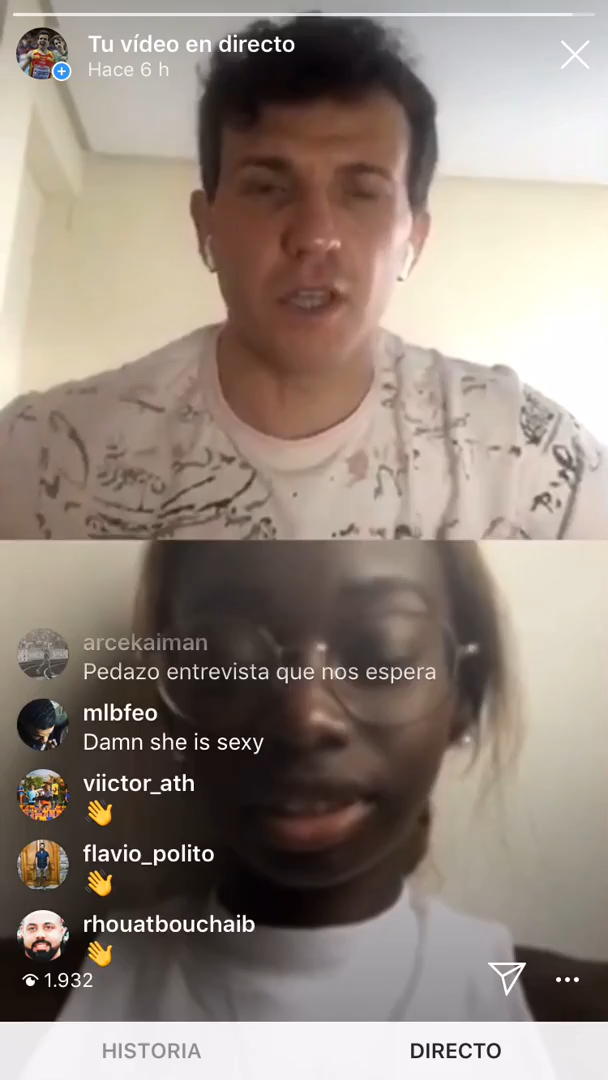 Tu vídeo en directo
Hace 6 h
arcekaiman
Pedazo entrevista que nos espera
mlbfeo
Damn she is sexy
viictor_ath
👋
flavio_polito
👋
rhouatbouchaib
👋
1.932
HISTORIA
DIRECTO